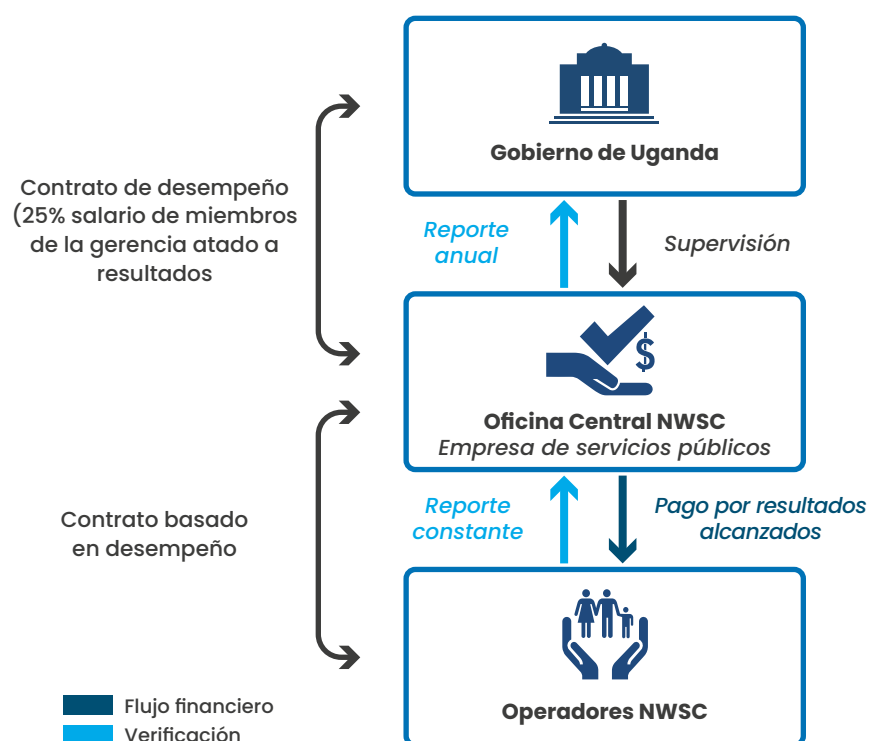 Gobierno de Uganda
Contrato de desempeño
(25% salario de miembros
de la gerencia atado a
resultados
Reporte
anual
Supervisión
$
Oficina Central NWSC
Empresa de servicios públicos
Contrato basado
en desempeño
Reporte
constante
Pago por resultados
alcanzados
Operadores NWSC
Flujo financiero
Verificación